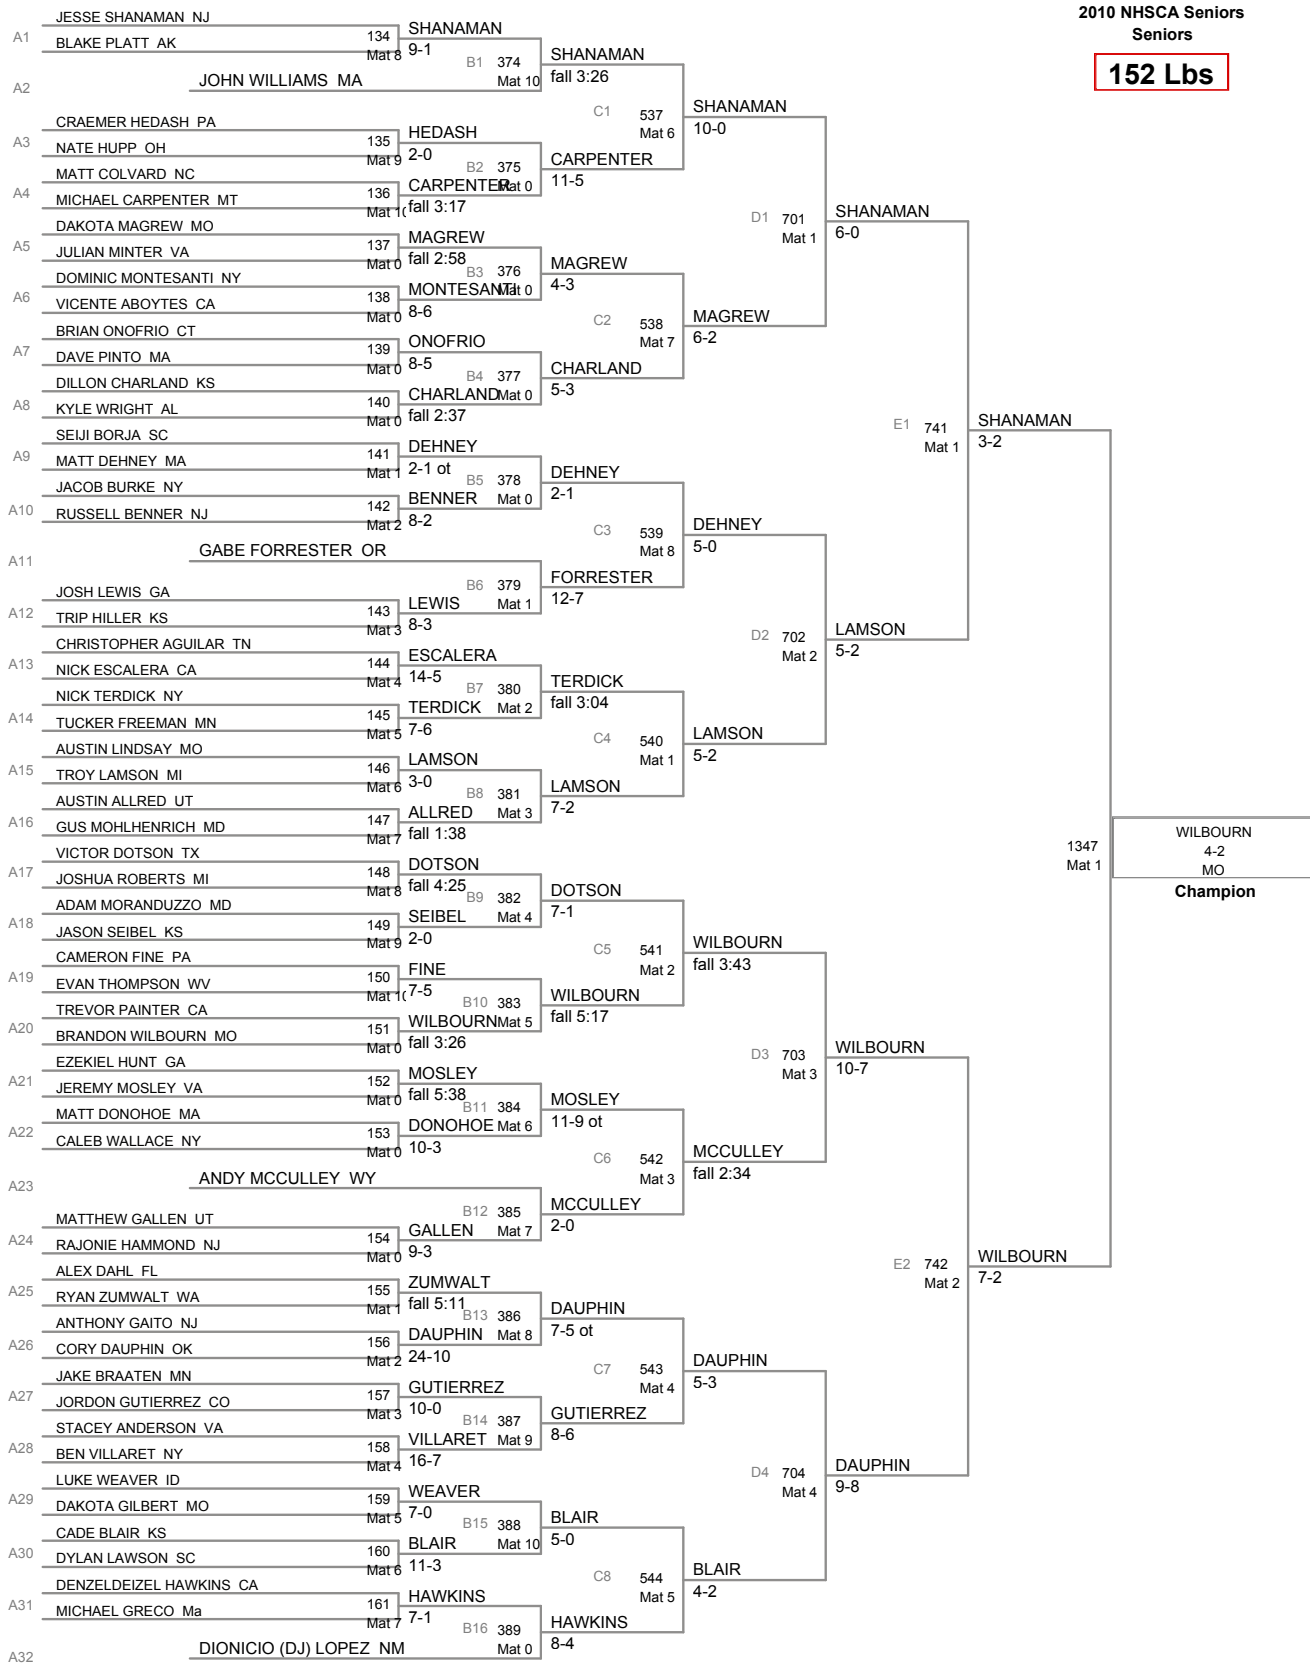 2010 NHSCA Seniors
Seniors
152 Lbs
JESSE SHANAMAN NJ
A1
BLAKE PLATT AK
134
Mat 8
SHANAMAN
9-1
A2
JOHN WILLIAMS MA
B1 374
Mat 10
SHANAMAN
fall 3:26
CRAEMER HEDASH PA
A3
NATE HUPP OH
135
Mat 9
HEDASH
2-0
MATT COLVARD NC
A4
MICHAEL CARPENTER MT
136
Mat 10
CARPENTER
fall 3:17
B2 375
Mat 0
CARPENTER
11-5
C1 537
Mat 6
SHANAMAN
10-0
DAKOTA MAGREW MO
A5
JULIAN MINTER VA
137
Mat 0
MAGREW
fall 2:58
DOMINIC MONTESANTI NY
A6
VICENTE ABOYTES CA
138
Mat 0
MONTESANTI
8-6
B3 376
Mat 0
MAGREW
4-3
BRIAN ONOFRIO CT
A7
DAVE PINTO MA
139
Mat 0
ONOFRIO
8-5
DILLON CHARLAND KS
A8
KYLE WRIGHT AL
140
Mat 0
CHARLAND
fall 2:37
B4 377
Mat 0
CHARLAND
5-3
C2 538
Mat 7
MAGREW
6-2
D1 701
Mat 1
SHANAMAN
6-0
SEIJI BORJA SC
A9
MATT DEHNEY MA
141
Mat 1
DEHNEY
2-1 ot
JACOB BURKE NY
A10
RUSSELL BENNER NJ
142
Mat 2
BENNER
8-2
B5 378
Mat 0
DEHNEY
2-1
A11
GABE FORRESTER OR
JOSH LEWIS GA
A12
TRIP HILLER KS
143
Mat 3
LEWIS
8-3
B6 379
Mat 1
FORRESTER
12-7
C3 539
Mat 8
DEHNEY
5-0
CHRISTOPHER AGUILAR TN
A13
NICK ESCALERA CA
144
Mat 4
ESCALERA
14-5
NICK TERDICK NY
A14
TUCKER FREEMAN MN
145
Mat 5
TERDICK
7-6
B7 380
Mat 2
TERDICK
fall 3:04
AUSTIN LINDSAY MO
A15
TROY LAMSON MI
146
Mat 6
LAMSON
3-0
AUSTIN ALLRED UT
A16
GUS MOHLHENRICH MD
147
Mat 7
ALLRED
fall 1:38
B8 381
Mat 3
LAMSON
7-2
C4 540
Mat 1
LAMSON
5-2
D2 702
Mat 2
LAMSON
5-2
E1 741
Mat 1
SHANAMAN
3-2
VICTOR DOTSON TX
A17
JOSHUA ROBERTS MI
148
Mat 8
DOTSON
fall 4:25
ADAM MORANDUZZO MD
A18
JASON SEIBEL KS
149
Mat 9
SEIBEL
2-0
B9 382
Mat 4
DOTSON
7-1
CAMERON FINE PA
A19
EVAN THOMPSON WV
150
Mat 10
FINE
7-5
TREVOR PAINTER CA
A20
BRANDON WILBOURN MO
151
Mat 0
WILBOURN
fall 3:26
B10 383
Mat 5
WILBOURN
fall 5:17
C5 541
Mat 2
WILBOURN
fall 3:43
EZEKIEL HUNT GA
A21
JEREMY MOSLEY VA
152
Mat 0
MOSLEY
fall 5:38
MATT DONOHOE MA
A22
CALEB WALLACE NY
153
Mat 0
DONOHOE
10-3
B11 384
Mat 6
MOSLEY
11-9 ot
A23
ANDY MCCULLEY WY
MATTHEW GALLEN UT
A24
RAJONIE HAMMOND NJ
154
Mat 0
GALLEN
9-3
B12 385
Mat 7
MCCULLEY
2-0
C6 542
Mat 3
MCCULLEY
fall 2:34
D3 703
Mat 3
WILBOURN
10-7
ALEX DAHL FL
A25
RYAN ZUMWALT WA
155
Mat 1
ZUMWALT
fall 5:11
ANTHONY GAITO NJ
A26
CORY DAUPHIN OK
156
Mat 2
DAUPHIN
24-10
B13 386
Mat 8
DAUPHIN
7-5 ot
JAKE BRAATEN MN
A27
JORDON GUTIERREZ CO
157
Mat 3
GUTIERREZ
10-0
STACEY ANDERSON VA
A28
BEN VILLARET NY
158
Mat 4
VILLARET
16-7
B14 387
Mat 9
GUTIERREZ
8-6
C7 543
Mat 4
DAUPHIN
5-3
LUKE WEAVER ID
A29
DAKOTA GILBERT MO
159
Mat 5
WEAVER
7-0
CADE BLAIR KS
A30
DYLAN LAWSON SC
160
Mat 6
BLAIR
11-3
B15 388
Mat 10
BLAIR
5-0
DENZELDEIZEL HAWKINS CA
A31
MICHAEL GRECO Ma
161
Mat 7
HAWKINS
7-1
A32
DIONICIO (DJ) LOPEZ NM
B16 389
Mat 0
HAWKINS
8-4
C8 544
Mat 5
BLAIR
4-2
D4 704
Mat 4
DAUPHIN
9-8
E2 742
Mat 2
WILBOURN
7-2
1347
Mat 1
WILBOURN
4-2
MO
Champion